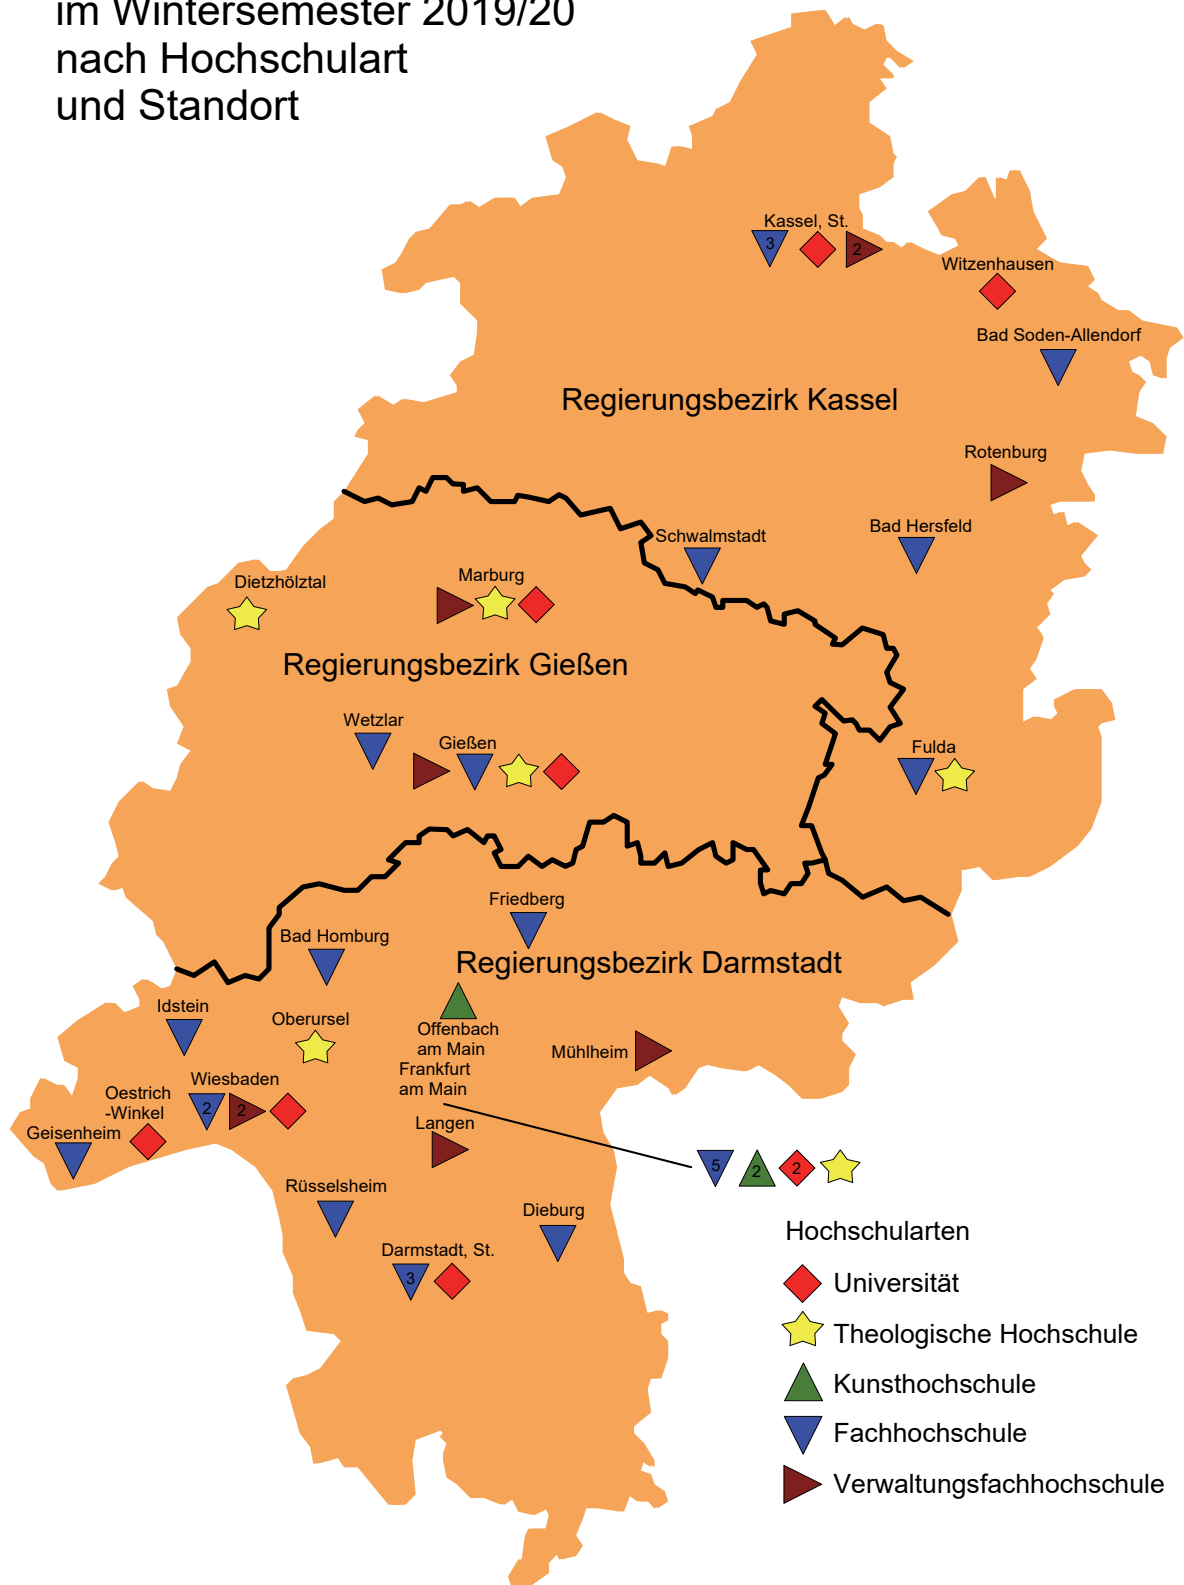 im Wintersemester 2019/20
nach Hochschulart
und Standort
Kassel, St.
3
2
Witzenhausen
Bad Soden-Allendorf
Regierungsbezirk Kassel
Rotenburg
Bad Hersfeld
Schwalmstadt
Marburg
Dietzhölztal
Regierungsbezirk Gießen
Wetzlar
Gießen
Fulda
Friedberg
Bad Homburg
Regierungsbezirk Darmstadt
Idstein
Oberursel
Offenbach
am Main
Mühlheim
Frankfurt
am Main
Wiesbaden
2
2
Oestrich
-Winkel
Geisenheim
Langen
5
2
2
Rüsselsheim
Dieburg
Darmstadt, St.
3
Hochschularten
Universität
Theologische Hochschule
Kunsthochschule
Fachhochschule
Verwaltungsfachhochschule